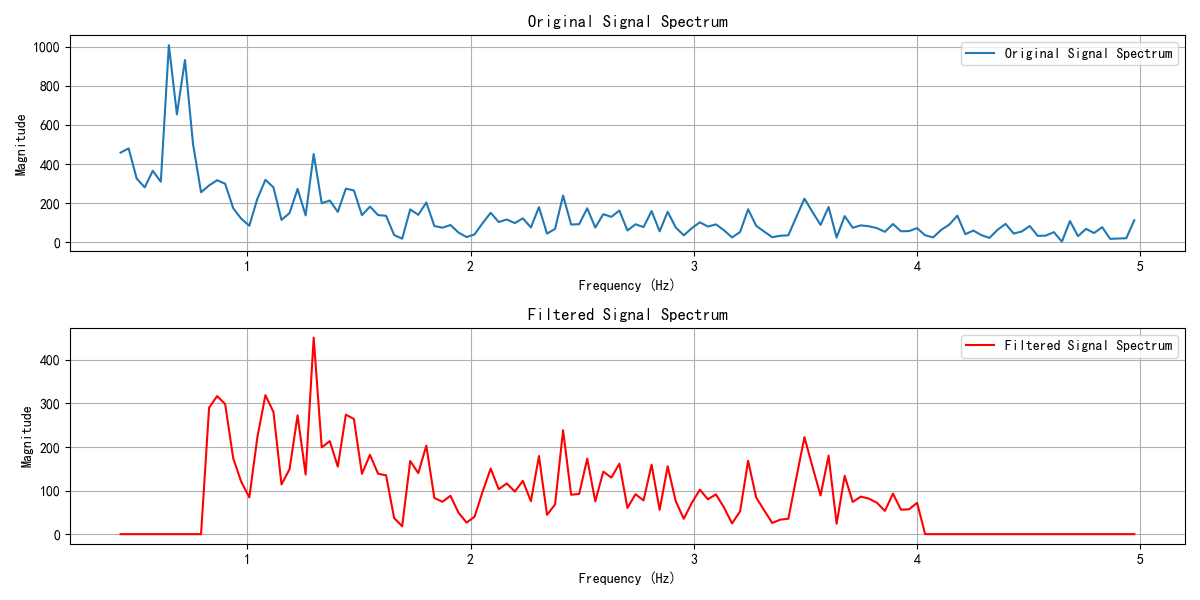 Original Signal Spectrum
Original Signal Spectrum
Magnitude
1000
800
600
400
200
0
1
2
3
4
5
Frequency (Hz)
Filtered Signal Spectrum
Filtered Signal Spectrum
Magnitude
400
300
200
100
0
1
2
3
4
5
Frequency (Hz)